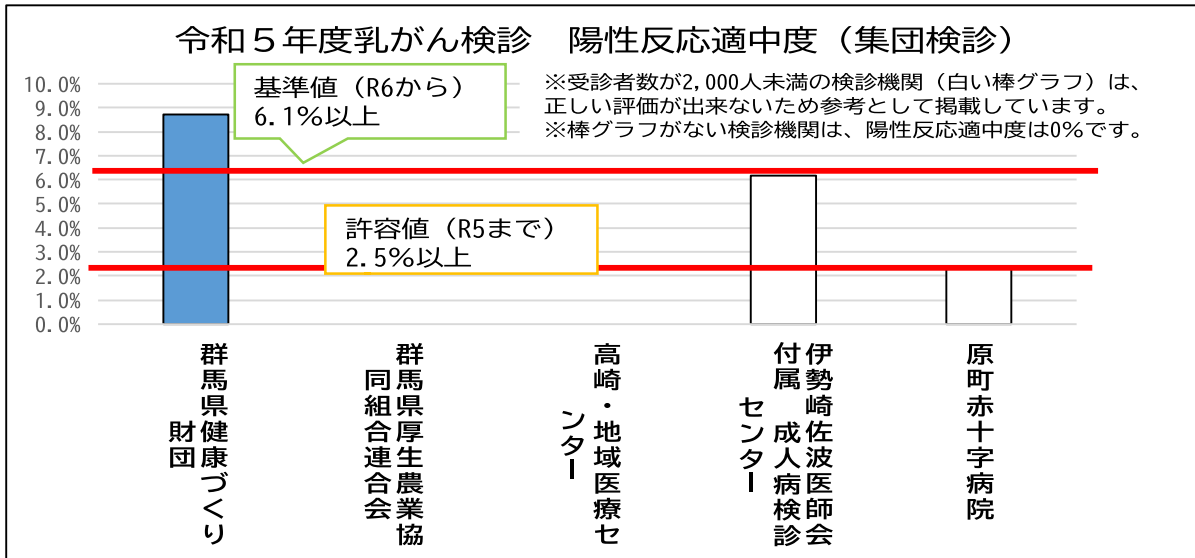 令和５年度乳がん検診　陽性反応適中度（集団検診）
※受診者数が2,000人未満の検診機関（白い棒グラフ）は、
正しい評価が出来ないため参考として掲載しています。
※棒グラフがない検診機関は、陽性反応適中度は0％です。
基準値（R6から）
6.1％以上
許容値（R5まで）
2.5％以上
10.0%
9.0%
8.0%
7.0%
6.0%
5.0%
4.0%
3.0%
2.0%
1.0%
0.0%
群馬県健康づくり
財団
群馬県厚生農業協
同組合連合会
高崎・地域医療セ
ンター
伊勢崎佐波医師会
付属　成人病検診
センター
原町赤十字病院